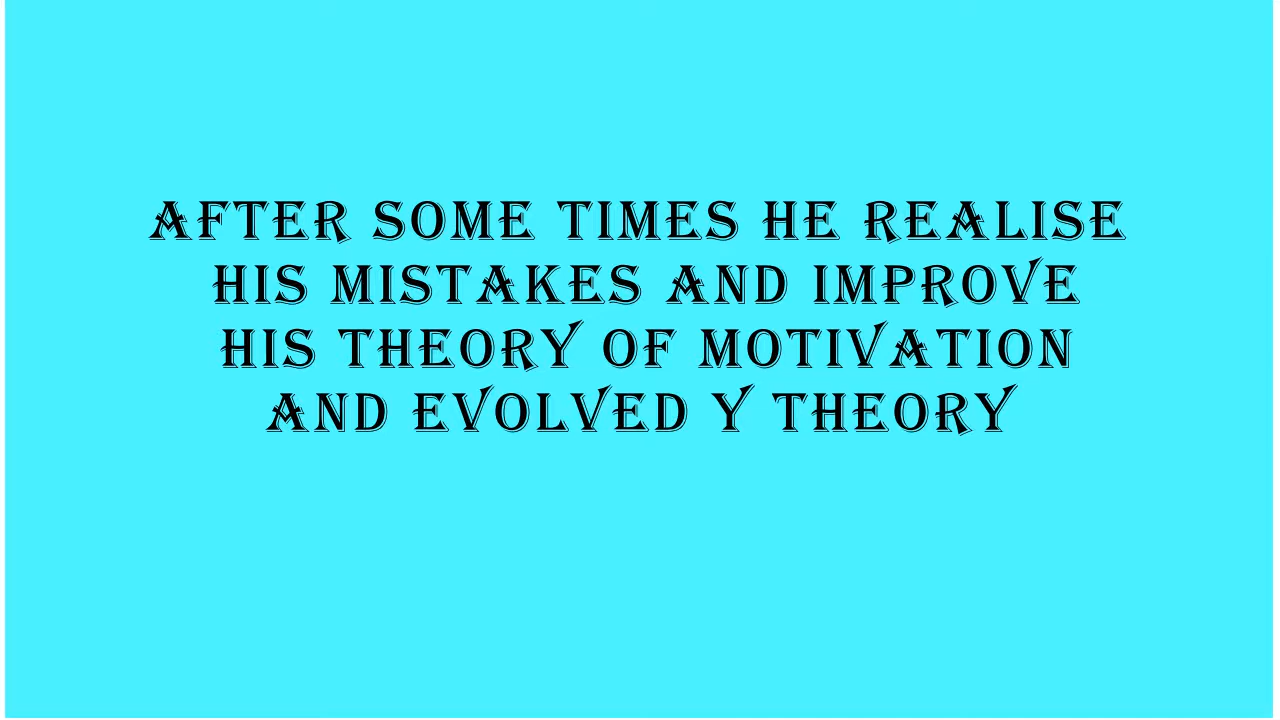 AFTER SOME TIMES HE REALISE
HIS MISTAKES AND IMPROVE
HIS THEORY OF MOTIVATION
AND EVOLVED Y THEORY